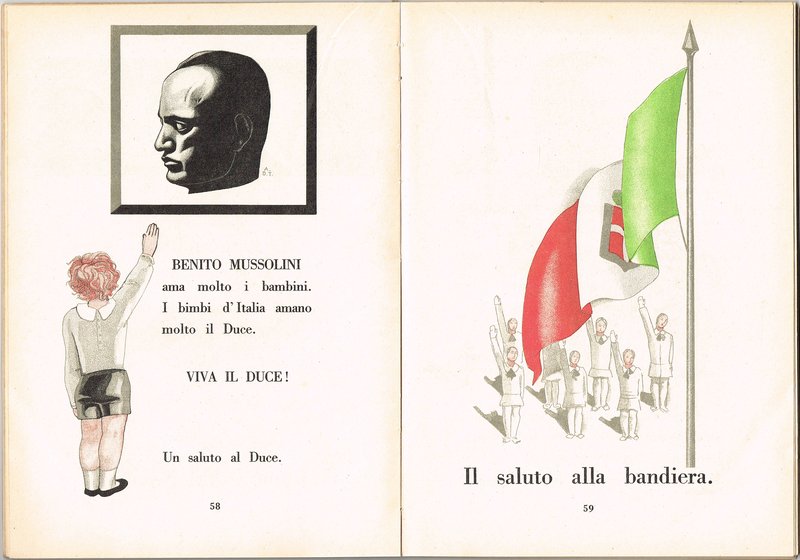 BENITO MUSSOLINI
ama molto i bambini.
I bimbi d'Italia amano
molto il Duce.
VIVA IL DUCE!
Un saluto al Duce.
58
Il saluto alla bandiera.
59